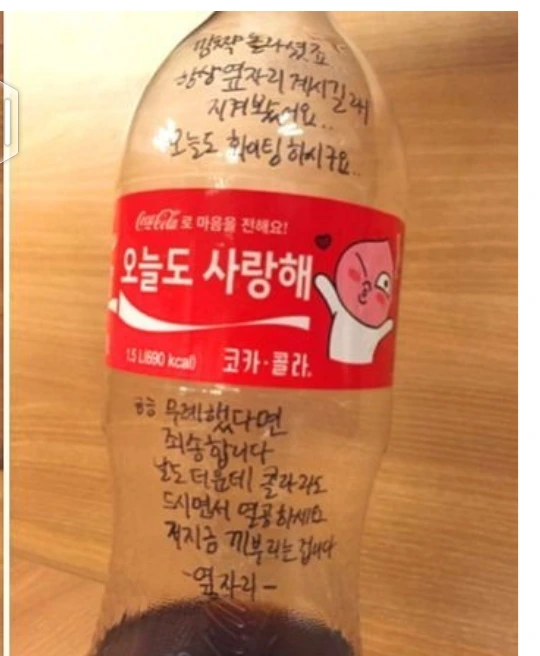 깜짝 놀라셨죠
항상 옆자리 계시길래
지켜봤어요..
오늘도 화이팅 하시구요..
Coca-Cola로 마음을 전해요!
오늘도 사랑해
1.5 L(690 kcal)
코카·콜라.
ㅎㅎ 무례했다면
죄송합니다
날도 더운데 콜라라도
드시면서 열공하세요
저 지금 끼부리는 겁니다
-옆자리-